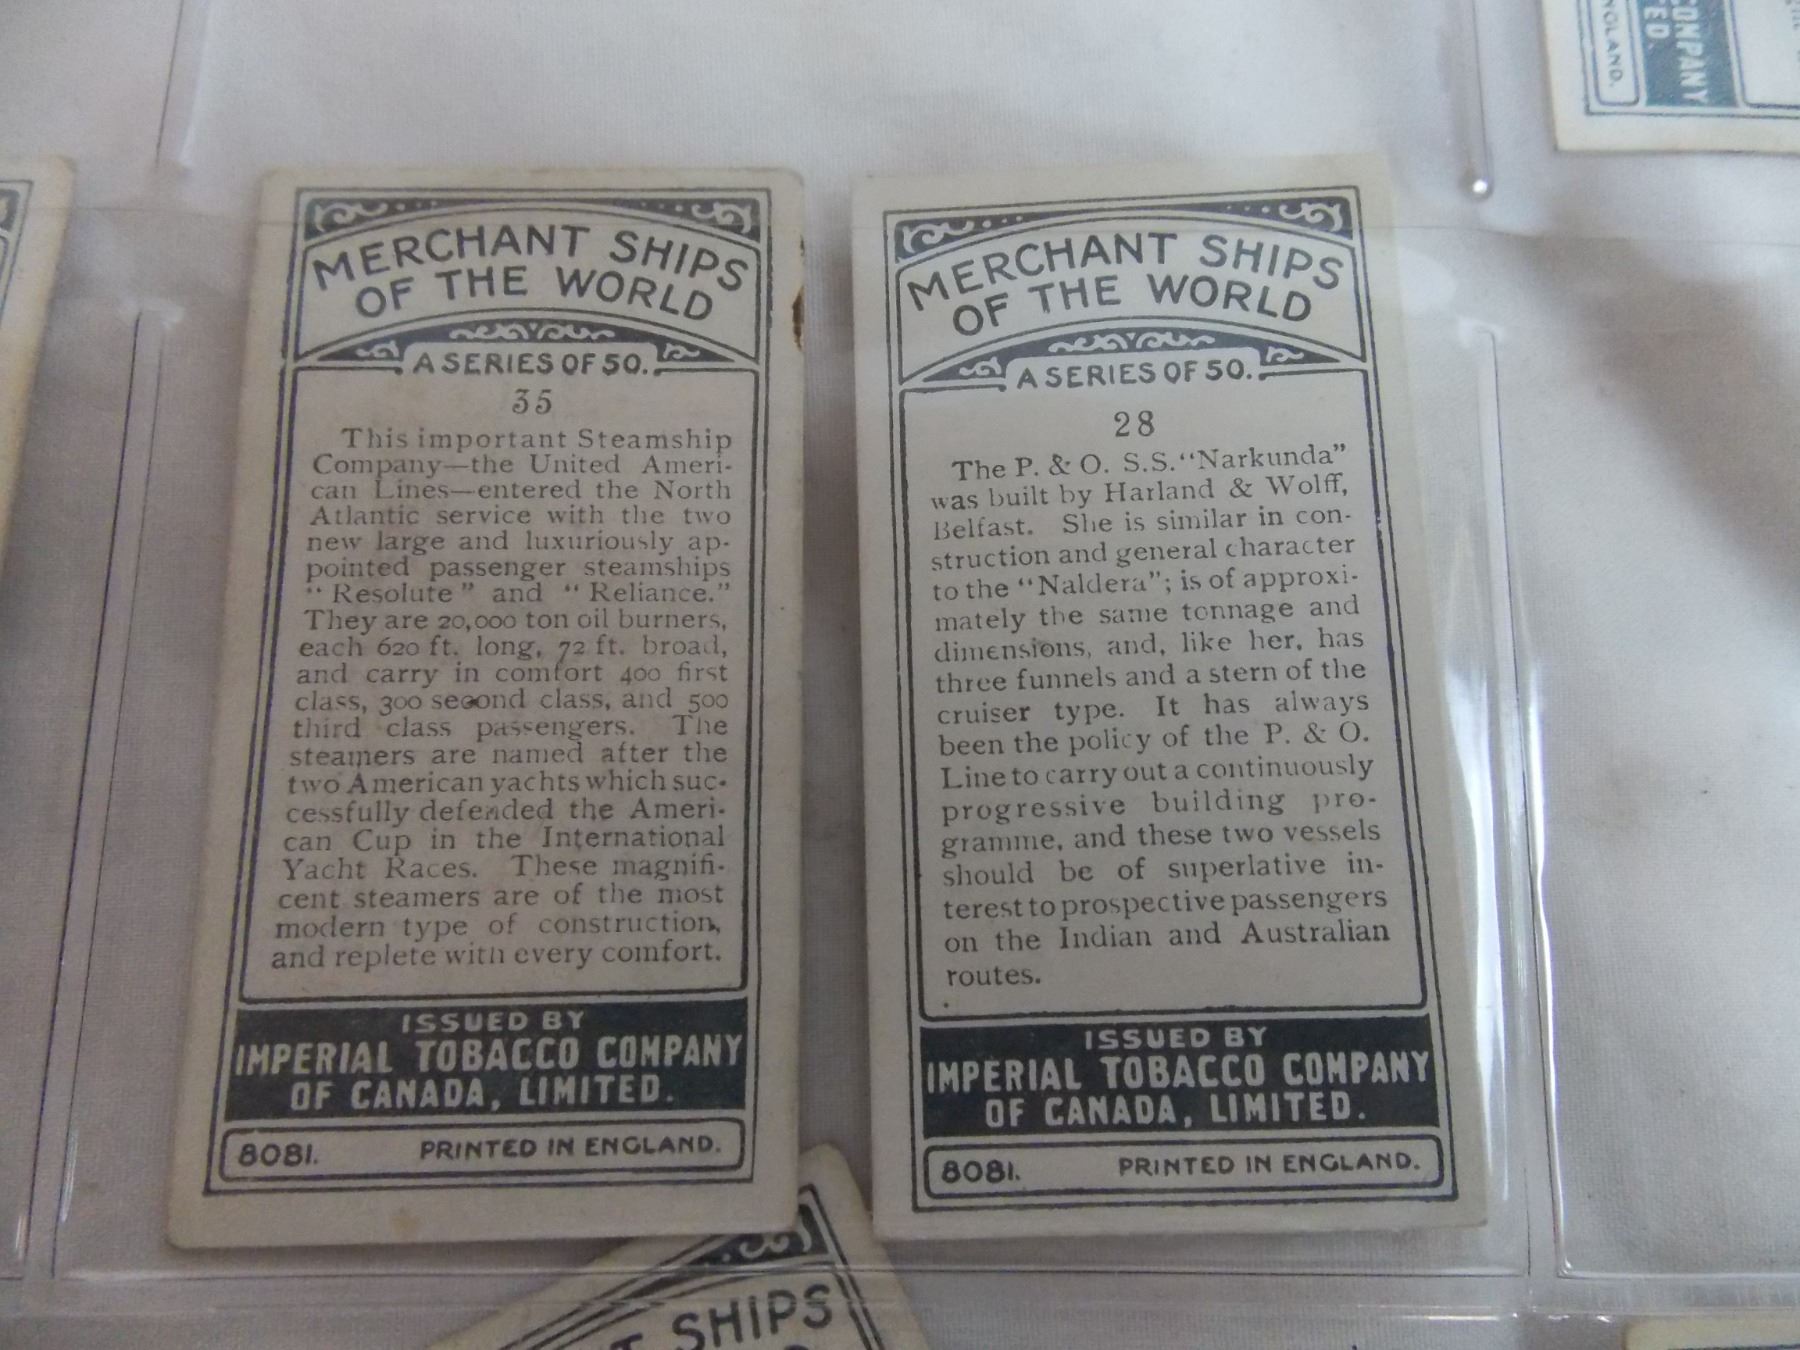 MERCHANT SHIPS
OF THE WORLD
A SERIES OF 50.
35
This important Steamship
Company—the United Ameri-
can Lines—entered the North
Atlantic service with the two
new large and luxuriously ap-
pointed passenger steamships
"Resolute" and "Reliance."
They are 20,000 ton oil burners,
each 620 ft. long, 72 ft. broad,
and carry in comfort 400 first
class, 300 second class, and 500
third class passengers. The
steamers are named after the
two American yachts which suc-
cessfully defended the Ameri-
can Cup in the International
Yacht Races. These magnifi-
cent steamers are of the most
modern type of construction,
and replete with every comfort.
ISSUED BY
IMPERIAL TOBACCO COMPANY
OF CANADA, LIMITED.
8081. PRINTED IN ENGLAND.
MERCHANT SHIPS
OF THE WORLD
A SERIES OF 50.
28
The P. & O. S.S. "Narkunda"
was built by Harland & Wolff,
Belfast. She is similar in con-
struction and general character
to the "Naldera"; is of approxi-
mately the same tonnage and
dimensions, and, like her, has
three funnels and a stern of the
cruiser type. It has always
been the policy of the P. & O.
Line to carry out a continuously
progressive building pro-
gramme, and these two vessels
should be of superlative in-
terest to prospective passengers
on the Indian and Australian
routes.
ISSUED BY
IMPERIAL TOBACCO COMPANY
OF CANADA, LIMITED.
8081. PRINTED IN ENGLAND.
COMPANY
TED.
NGLAND.
T SHIPS